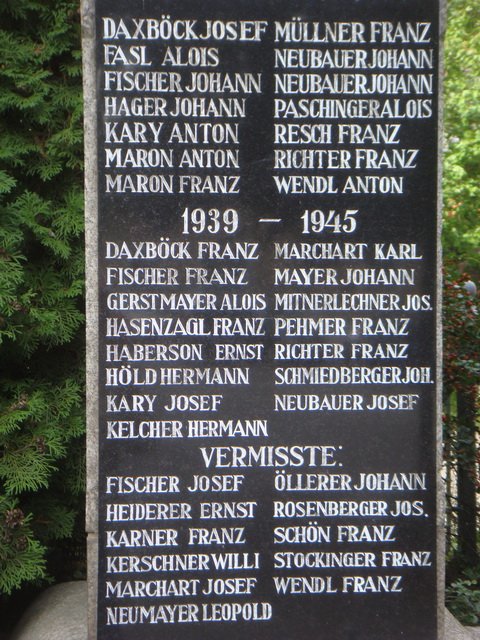 DAXBÖCK JOSEF MÜLLNER FRANZ
FASL ALOIS NEUBAUER JOHANN
FISCHER JOHANN NEUBAUER JOHANN
HAGER JOHANN PASCHINGER ALOIS
KARY ANTON RESCH FRANZ
MARON ANTON RICHTER FRANZ
MARON FRANZ WENDL ANTON
1939 – 1945
DAXBÖCK FRANZ MARCHART KARL
FISCHER FRANZ MAYER JOHANN
GERSTMAYER ALOIS MITNERLECHNER JOS.
HASENZAGL FRANZ PEHMER FRANZ
HABERSON ERNST RICHTER FRANZ
HÖLD HERMANN SCHMIEDBERGER JOH.
KARY JOSEF NEUBAUER JOSEF
KELCHER HERMANN
VERMISSTE:
FISCHER JOSEF ÖLLERER JOHANN
HEIDERER ERNST ROSENBERGER JOS.
KARNER FRANZ SCHÖN FRANZ
KERSCHNER WILLI STOCKINGER FRANZ
MARCHART JOSEF WENDL FRANZ
NEUMAYER LEOPOLD